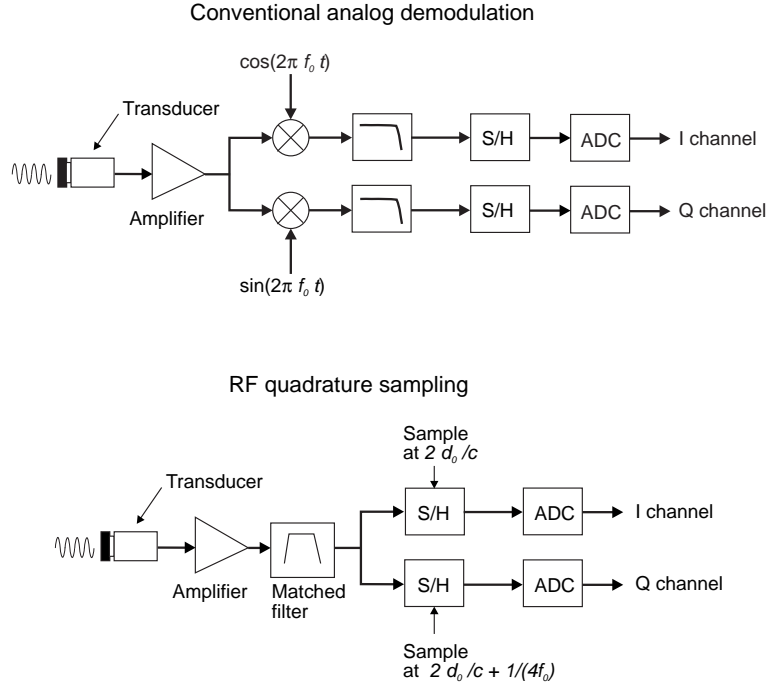 Conventional analog demodulation
cos(2π f₀ t)
Transducer
S/H
ADC
I channel
Amplifier
S/H
ADC
Q channel
sin(2π f₀ t)
RF quadrature sampling
Sample
at 2 d₀ /c
Transducer
S/H
ADC
I channel
Amplifier
Matched
filter
S/H
ADC
Q channel
Sample
at 2 d₀ /c + 1/(4f₀)